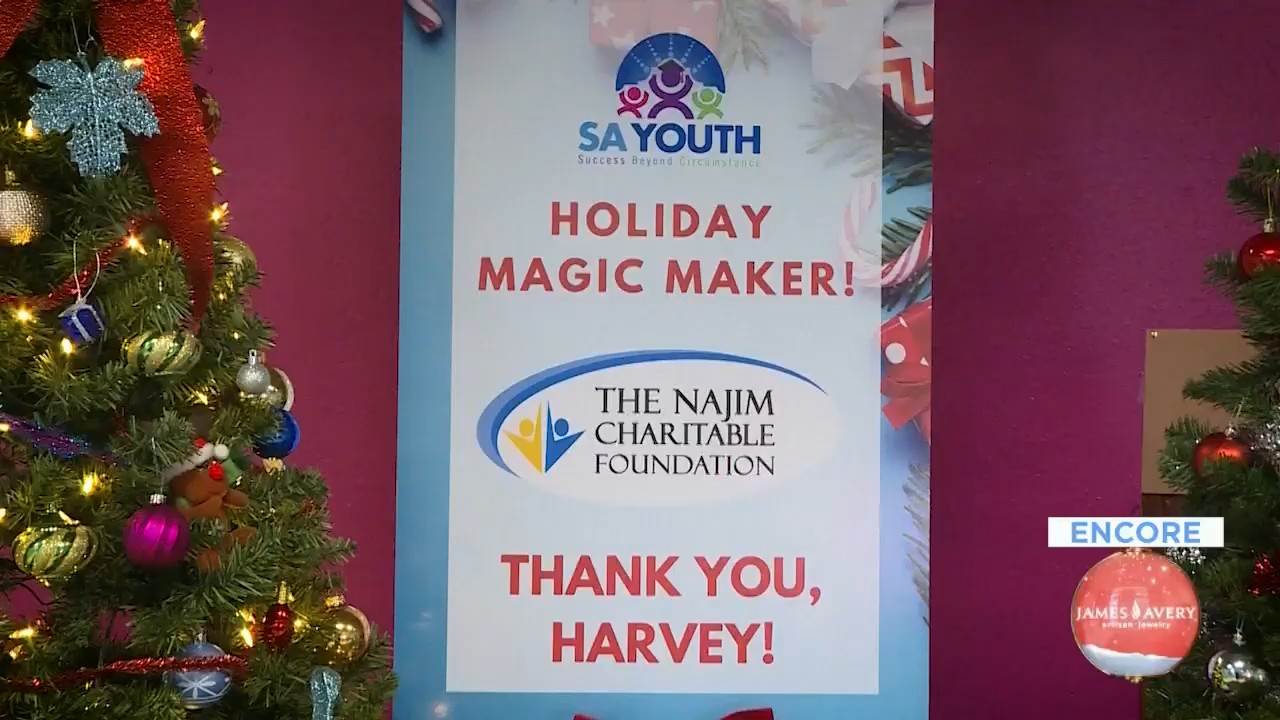 SA YOUTH
Success Beyond Circumstance
HOLIDAY
MAGIC MAKER!
THE NAJIM
CHARITABLE
FOUNDATION
THANK YOU,
HARVEY!
ENCORE
JAMES AVERY
artisan jewelry